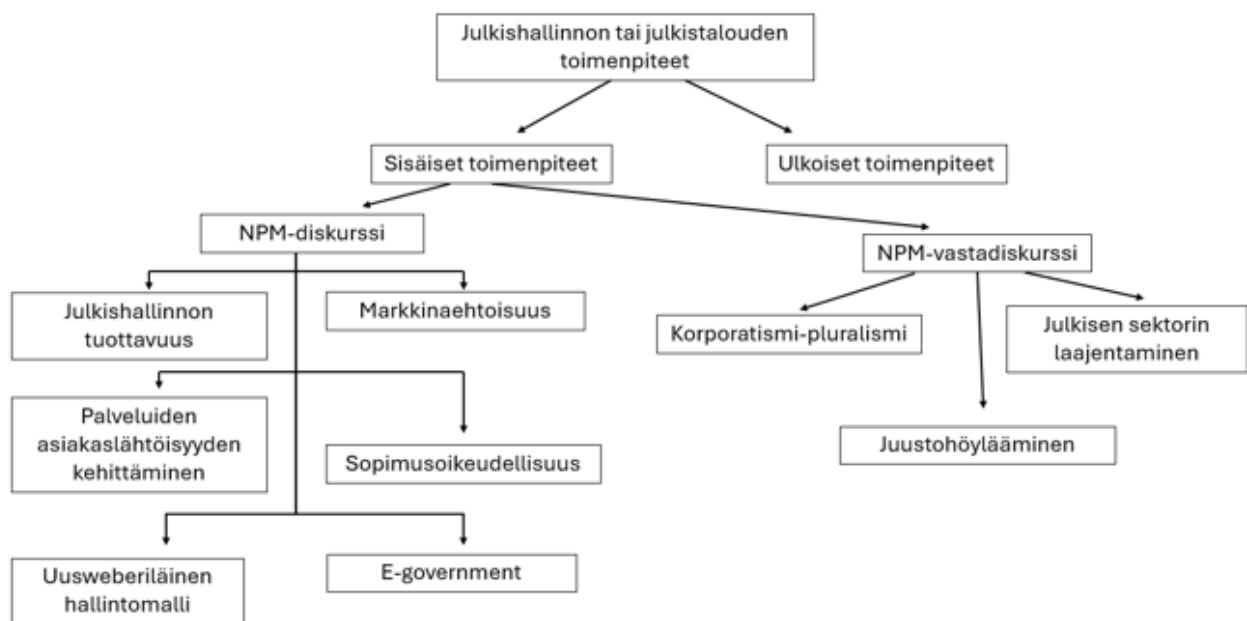 Julkishallinnon tai julkistalouden
toimenpiteet
Sisäiset toimenpiteet
Ulkoiset toimenpiteet
NPM-diskurssi
NPM-vastadiskurssi
Julkishallinnon
tuottavuus
Markkinaehtoisuus
Korporatismi-pluralismi
Julkisen sektorin
laajentaminen
Palveluiden
asiakaslähtöisyyden
kehittäminen
Sopimusoikeudellisuus
Juustohöylääminen
Uusweberiläinen
hallintomalli
E-government